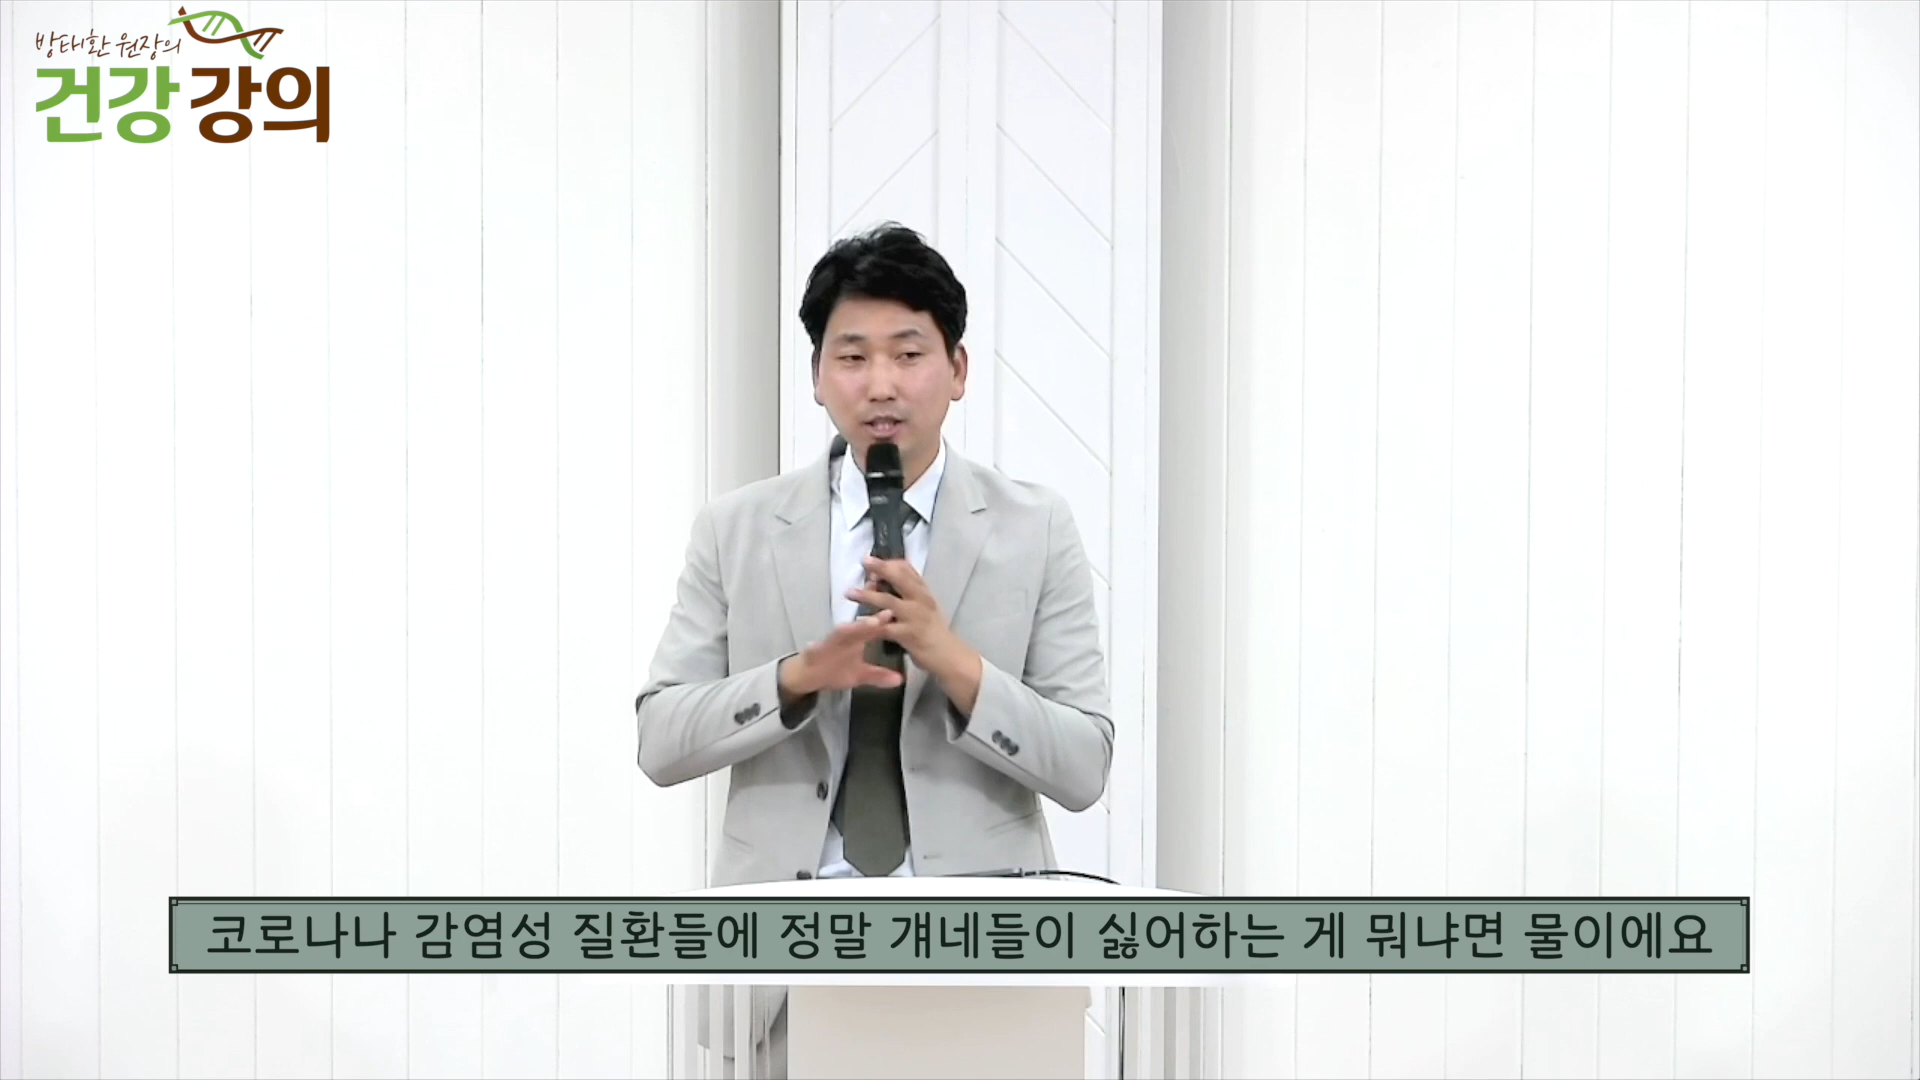 방태환 원장의
건강 강의
코로나나 감염성 질환들에 정말 걔네들이 싫어하는 게 뭐냐면 물이에요